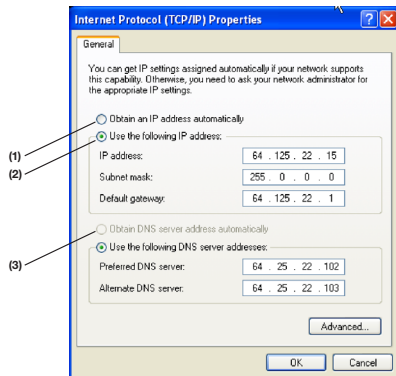 Internet Protocol (TCP/IP) Properties
General
You can get IP settings assigned automatically if your network supports
this capability. Otherwise, you need to ask your network administrator for
the appropriate IP settings.
Obtain an IP address automatically
(1)
Use the following IP address:
(2)
IP address: 64 . 125 . 22 . 15
Subnet mask: 255 . 0 . 0 . 0
Default gateway: 64 . 125 . 22 . 1
Obtain DNS server address automatically
(3)
Use the following DNS server addresses:
Preferred DNS server: 64 . 25 . 22 . 102
Alternate DNS server: 64 . 25 . 22 . 103
Advanced...
OK Cancel